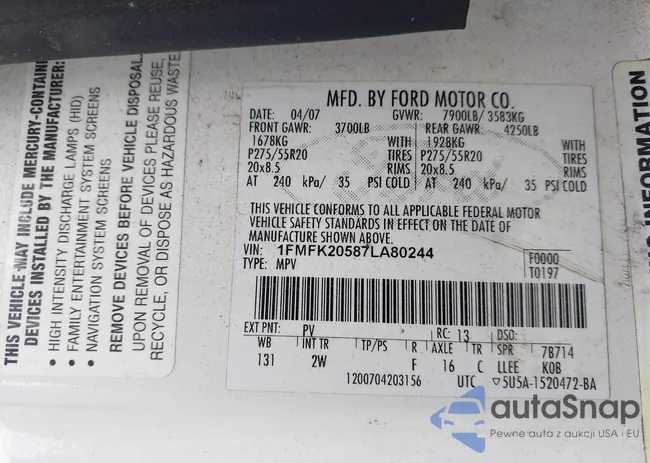 THIS VEHICLE MAY INCLUDE MERCURY-CONTAIN
DEVICES INSTALLED BY THE MANUFACTURER:
• HIGH INTENSITY DISCHARGE LAMPS (HID)
• FAMILY ENTERTAINMENT SYSTEM SCREENS
• NAVIGATION SYSTEM SCREENS
REMOVE DEVICES BEFORE VEHICLE DISPOSAL.
UPON REMOVAL OF DEVICES PLEASE REUSE,
RECYCLE, OR DISPOSE AS HAZARDOUS WASTE
MFD. BY FORD MOTOR CO.
DATE: 04/07 GVWR: 7900LB/ 3583KG
FRONT GAWR: 3700LB REAR GAWR: 4250LB
1678KG WITH 1928KG WITH
P275/55R20 TIRES P275/55R20 TIRES
20x8.5 RIMS 20x8.5 RIMS
AT 240 kPa/ 35 PSI COLD AT 240 kPa/ 35 PSI COLD
THIS VEHICLE CONFORMS TO ALL APPLICABLE FEDERAL MOTOR
VEHICLE SAFETY STANDARDS IN EFFECT ON THE DATE OF
MANUFACTURE SHOWN ABOVE.
VIN: 1FMFK20587LA80244 F0000
TYPE: MPV T0197
EXT PNT: PV RC: 13 DSO:
WB INT TR TP/PS R AXLE TR SPR 7B714
131 2W F 16 C LLEE KOB
1200704203156 UTC ▽5U5A-1520472-BA
NG INFORMATION
autoSnap
Pewne auta z aukcji USA i EU